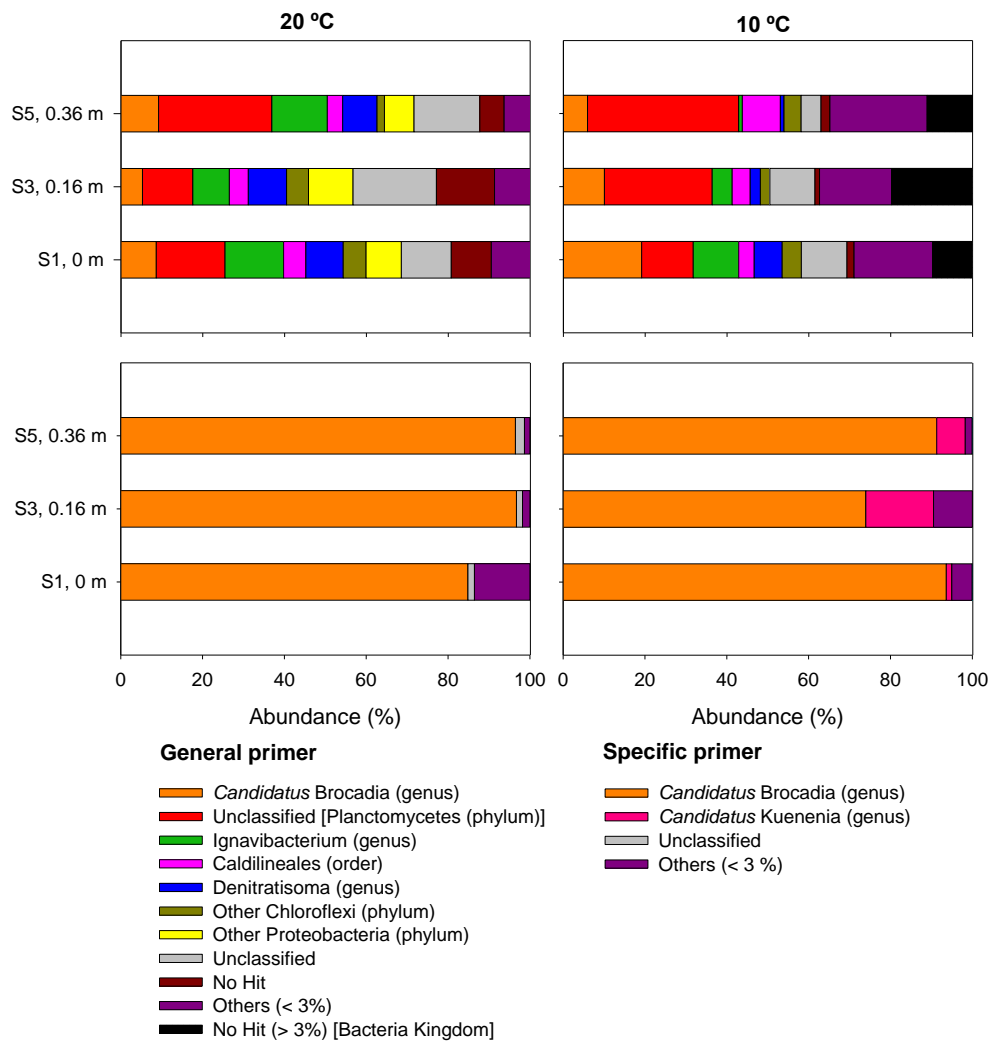 20 ºC
10 ºC
S5, 0.36 m
S3, 0.16 m
S1, 0 m
S5, 0.36 m
S3, 0.16 m
S1, 0 m
0 20 40 60 80 100
0 20 40 60 80 100
Abundance (%)
Abundance (%)
General primer
Candidatus Brocadia (genus)
Unclassified [Planctomycetes (phylum)]
Ignavibacterium (genus)
Caldilineales (order)
Denitratisoma (genus)
Other Chloroflexi (phylum)
Other Proteobacteria (phylum)
Unclassified
No Hit
Others (< 3%)
No Hit (> 3%) [Bacteria Kingdom]
Specific primer
Candidatus Brocadia (genus)
Candidatus Kuenenia (genus)
Unclassified
Others (< 3 %)